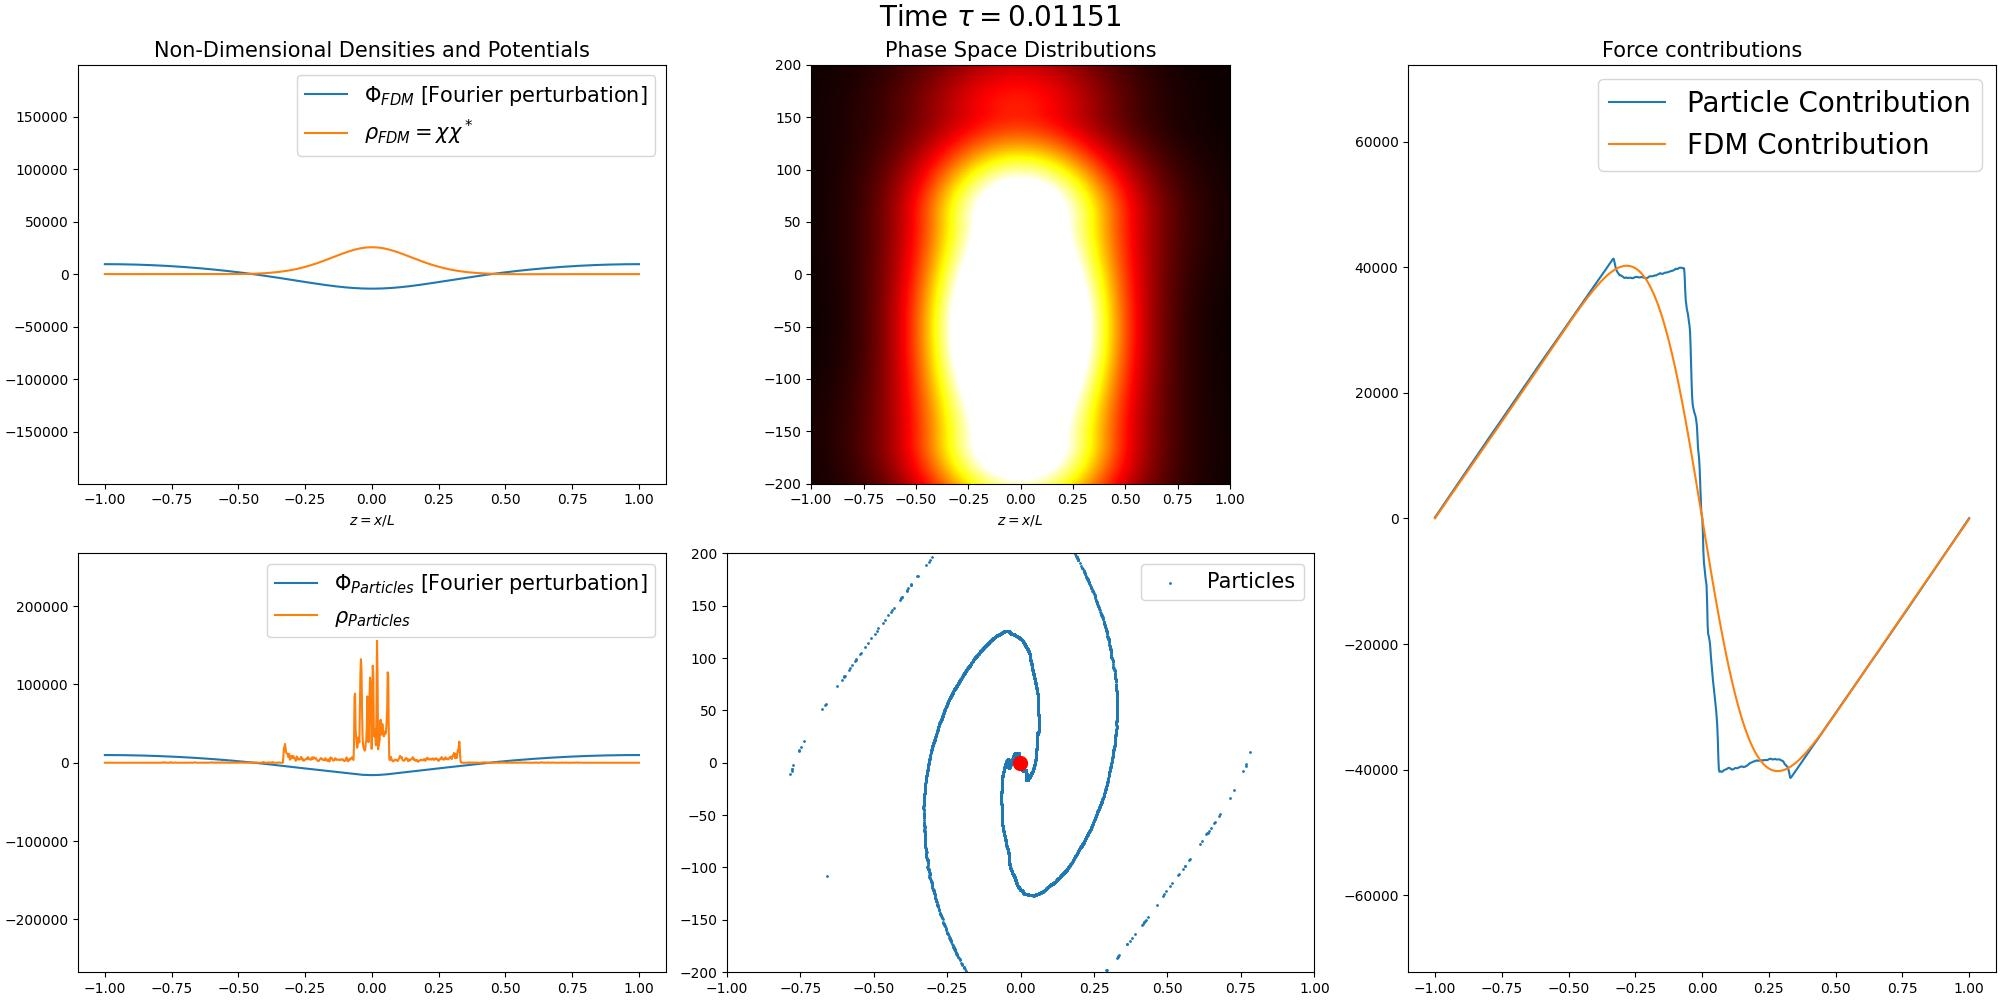 Time τ = 0.01151
Non-Dimensional Densities and Potentials
Φ_FDM [Fourier perturbation]
ρ_FDM = χχ*
150000
100000
50000
0
−50000
−100000
−150000
−1.00 −0.75 −0.50 −0.25 0.00 0.25 0.50 0.75 1.00
z = x/L
Phase Space Distributions
200
150
100
50
0
−50
−100
−150
−200
−1.00 −0.75 −0.50 −0.25 0.00 0.25 0.50 0.75 1.00
z = x/L
Force contributions
Particle Contribution
FDM Contribution
60000
40000
20000
0
−20000
−40000
−60000
−1.00 −0.75 −0.50 −0.25 0.00 0.25 0.50 0.75 1.00
Φ_Particles [Fourier perturbation]
ρ_Particles
200000
100000
0
−100000
−200000
−1.00 −0.75 −0.50 −0.25 0.00 0.25 0.50 0.75 1.00
Particles
200
150
100
50
0
−50
−100
−150
−200
−1.00 −0.75 −0.50 −0.25 0.00 0.25 0.50 0.75 1.00